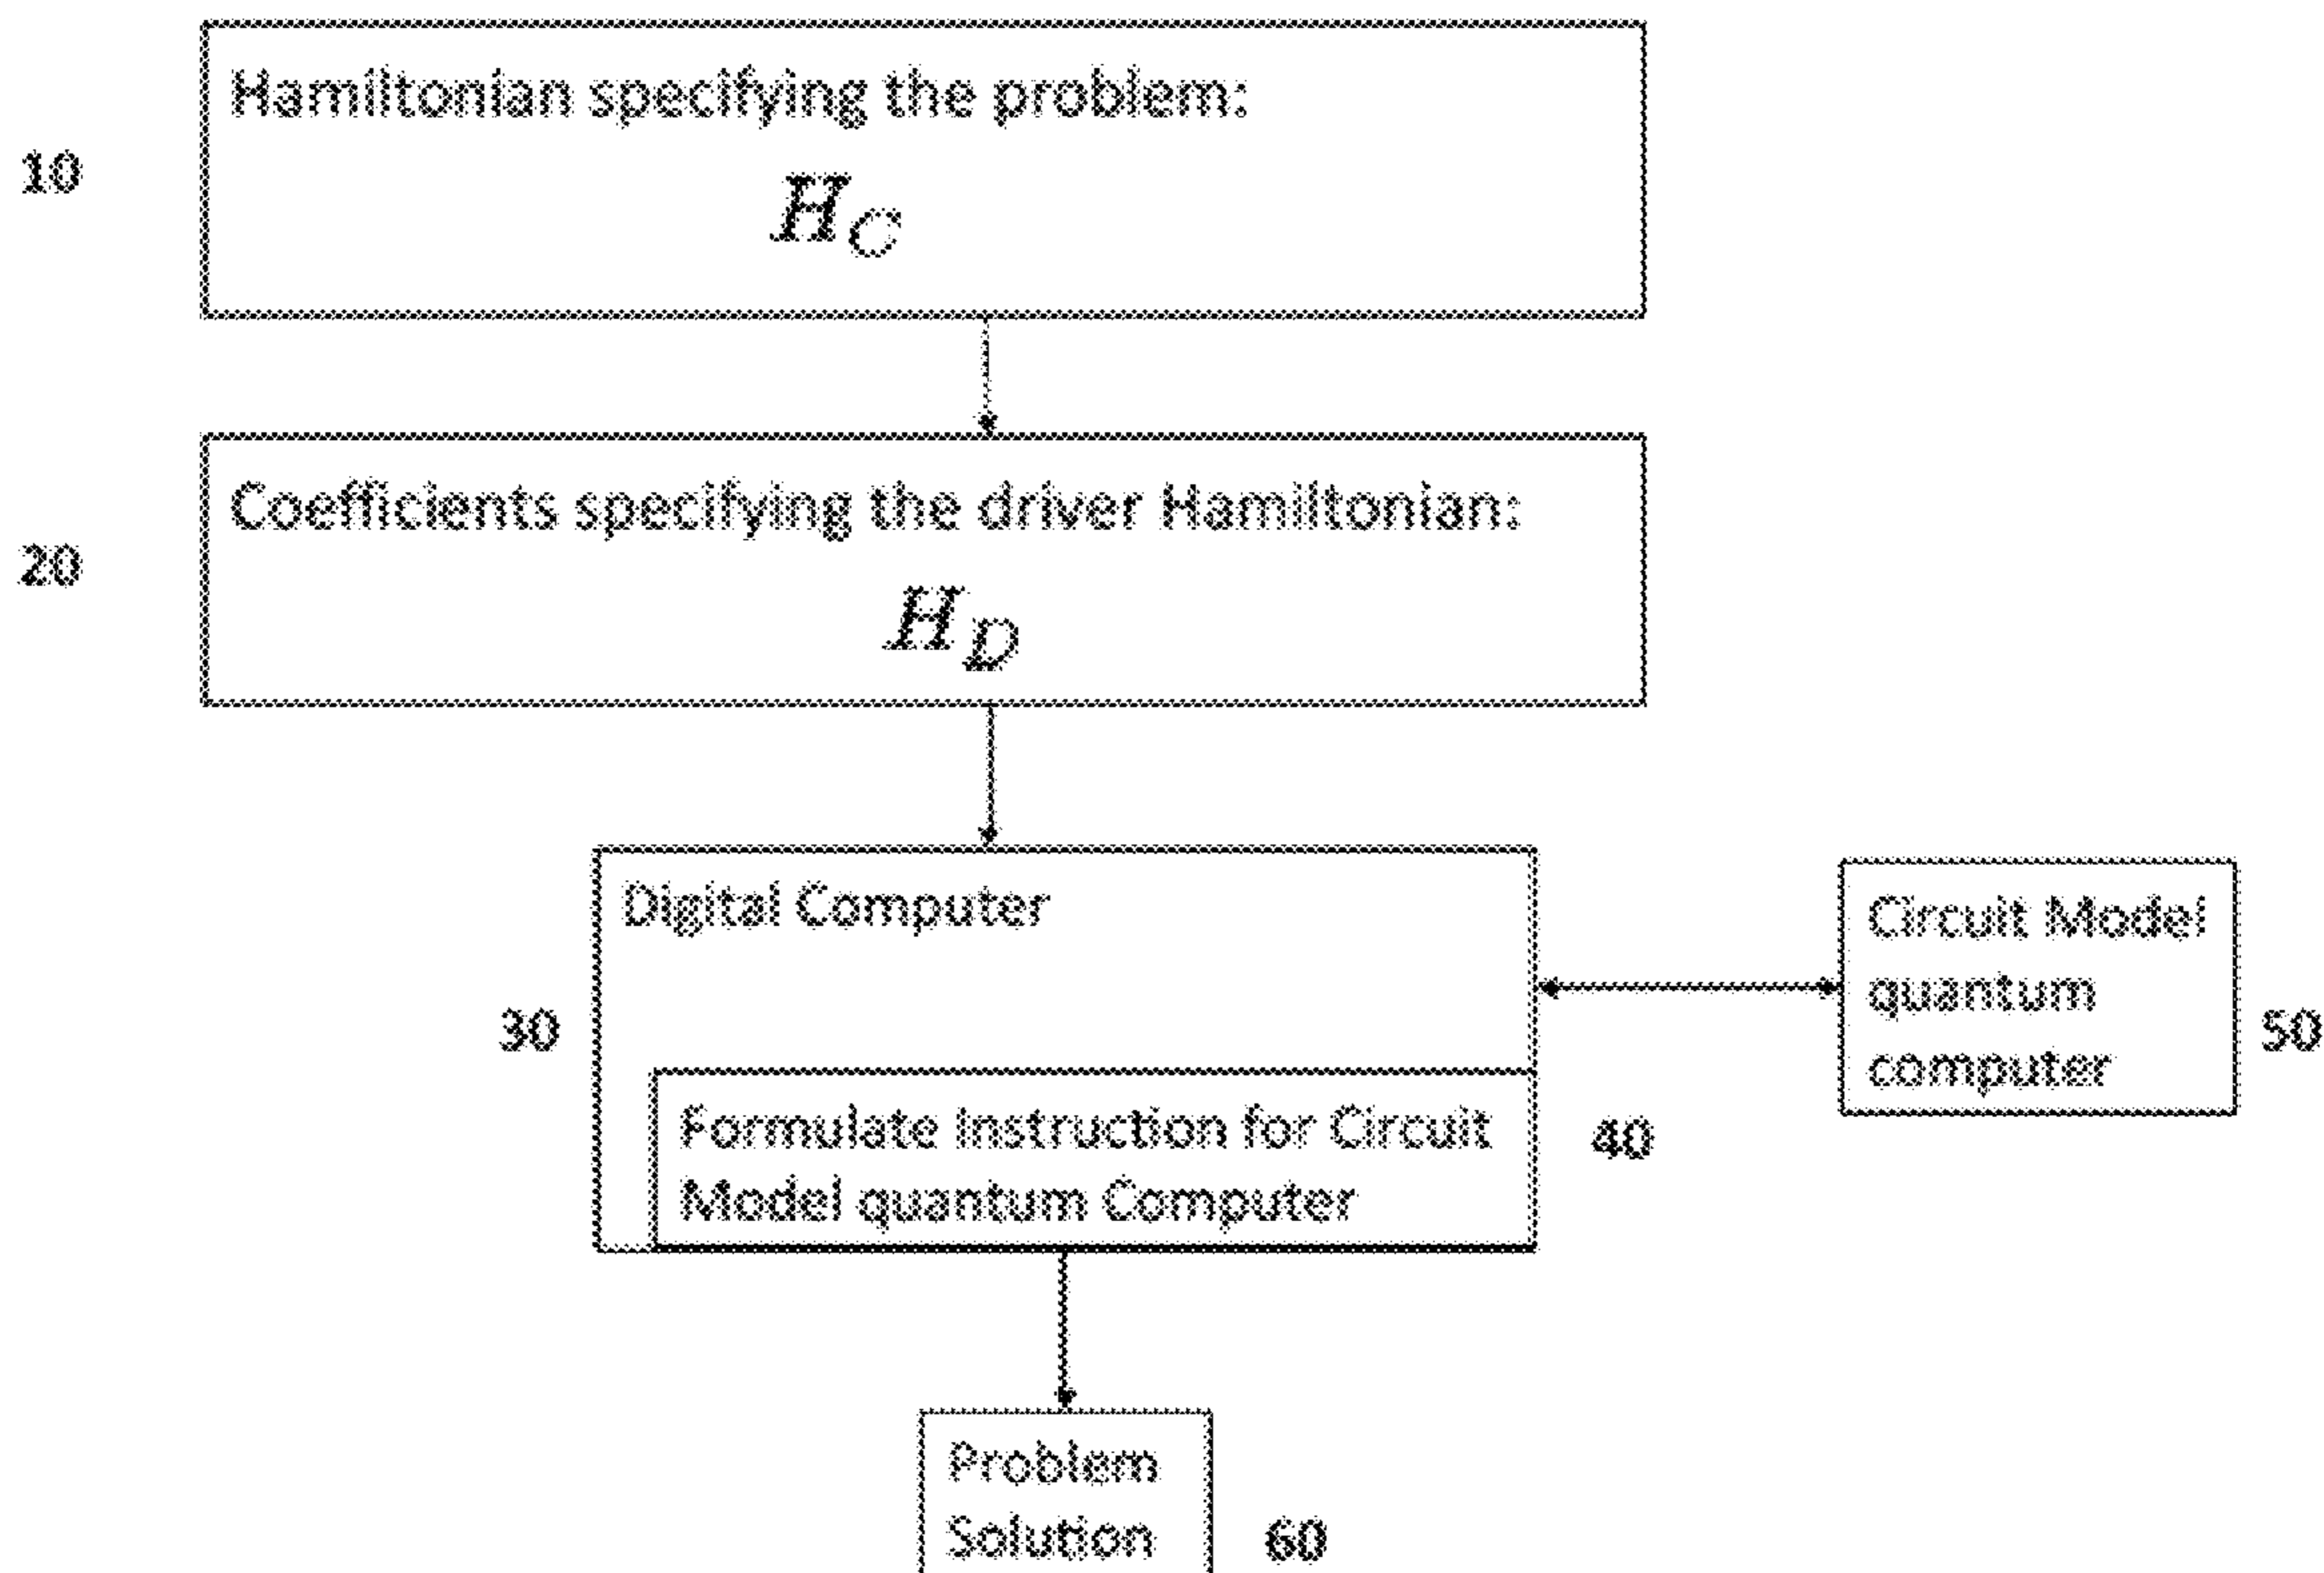 Hamiltonian specifying the problem:
10
H_C
Coefficients specifying the driver Hamiltonian:
20
H_D
Digital Computer
30
Formulate Instruction for Circuit
Model quantum Computer
40
Circuit Model
quantum
computer
50
Problem
Solution
60